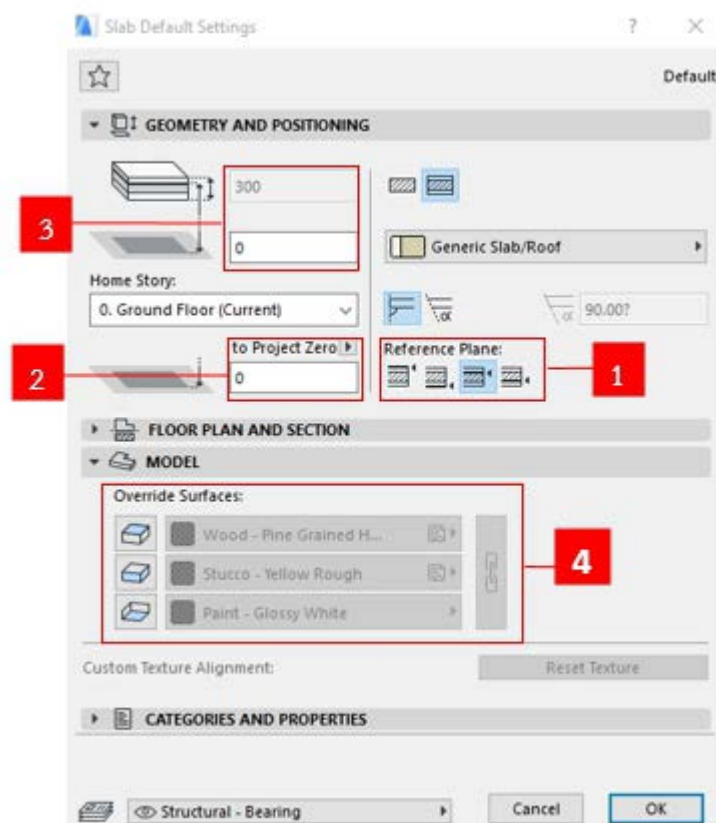 Slab Default Settings ? ×
Default
GEOMETRY AND POSITIONING
300
3
0
Generic Slab/Roof
Home Story:
0. Ground Floor (Current)
α α 90.00?
to Project Zero
Reference Plane:
2
0
1
FLOOR PLAN AND SECTION
MODEL
Override Surfaces:
Wood - Pine Grained H...
Stucco - Yellow Rough
4
Paint - Glossy White
Custom Texture Alignment:
Reset Texture
CATEGORIES AND PROPERTIES
Structural - Bearing
Cancel
OK